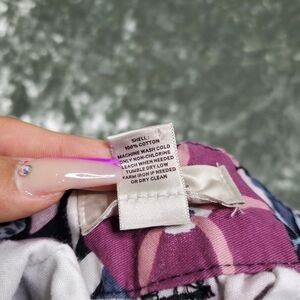 SHELL:
100% COTTON
MACHINE WASH COLD
ONLY NON-CHLORINE
BLEACH WHEN NEEDED
TUMBLE DRY LOW
WARM IRON IF NEEDED
OR DRY CLEAN